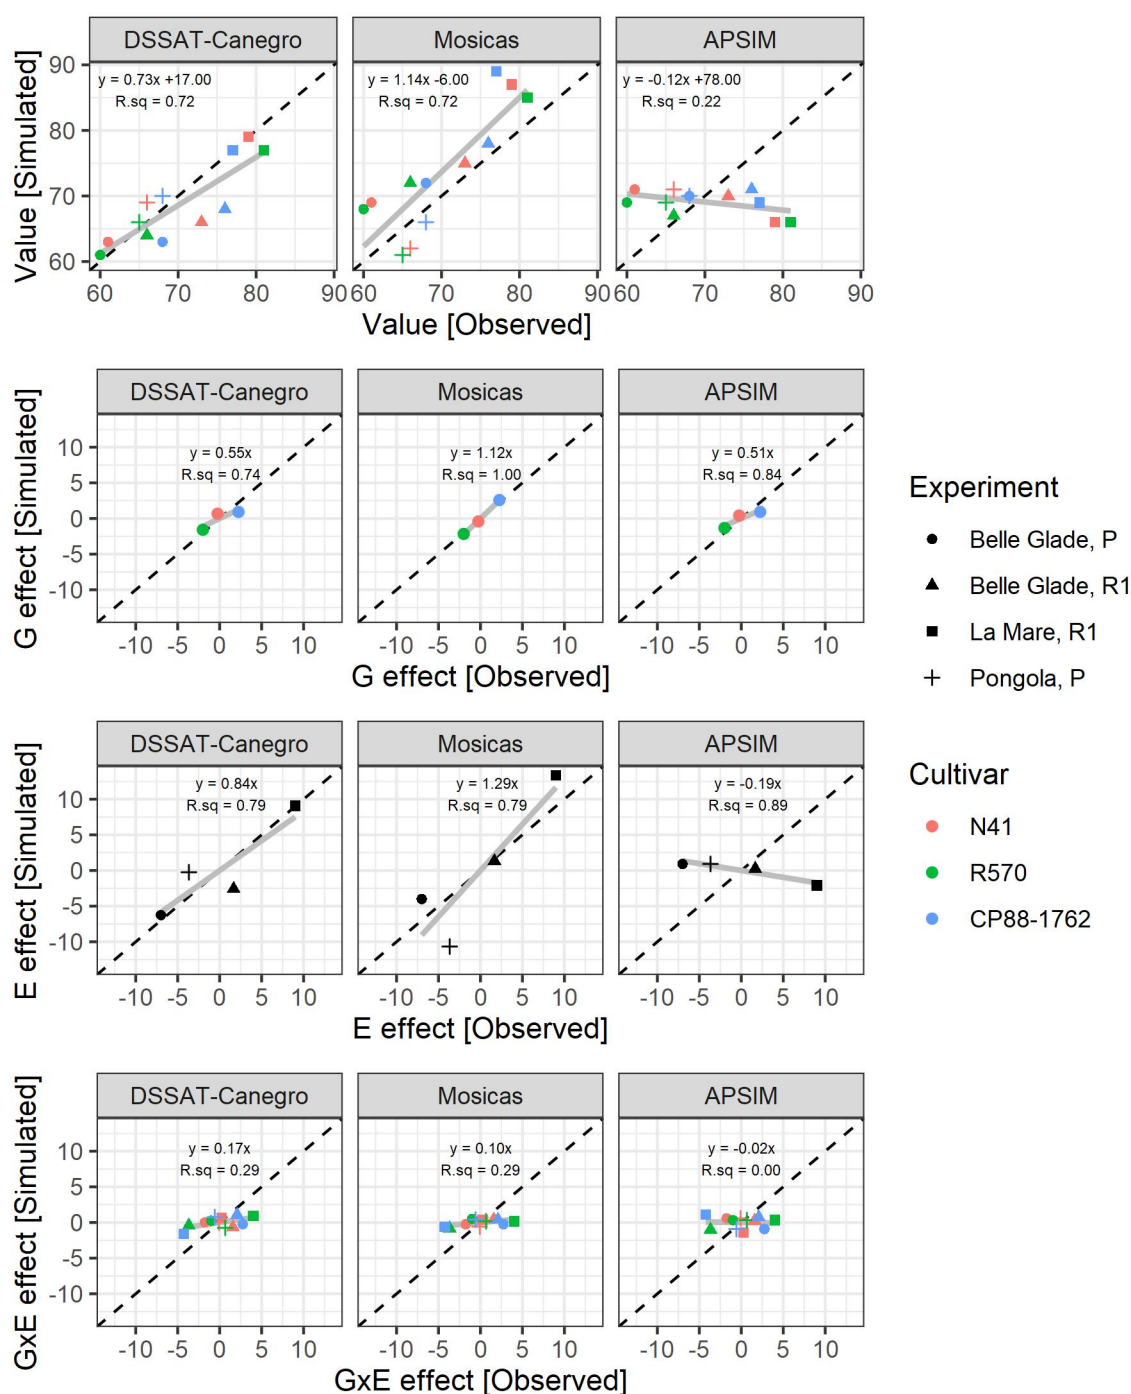 DSSAT-Canegro Mosicas APSIM
Value [Simulated]
90
80
70
60
y = 0.73x +17.00
R.sq = 0.72
y = 1.14x -6.00
R.sq = 0.72
y = -0.12x +78.00
R.sq = 0.22
60 70 80 90 60 70 80 90 60 70 80 90
Value [Observed]
DSSAT-Canegro Mosicas APSIM
G effect [Simulated]
10
5
0
-5
-10
y = 0.55x
R.sq = 0.74
y = 1.12x
R.sq = 1.00
y = 0.51x
R.sq = 0.84
-10 -5 0 5 10 -10 -5 0 5 10 -10 -5 0 5 10
G effect [Observed]
DSSAT-Canegro Mosicas APSIM
E effect [Simulated]
10
5
0
-5
-10
y = 0.84x
R.sq = 0.79
y = 1.29x
R.sq = 0.79
y = -0.19x
R.sq = 0.89
-10 -5 0 5 10 -10 -5 0 5 10 -10 -5 0 5 10
E effect [Observed]
DSSAT-Canegro Mosicas APSIM
GxE effect [Simulated]
10
5
0
-5
-10
y = 0.17x
R.sq = 0.29
y = 0.10x
R.sq = 0.29
y = -0.02x
R.sq = 0.00
-10 -5 0 5 10 -10 -5 0 5 10 -10 -5 0 5 10
GxE effect [Observed]
Experiment
Belle Glade, P
Belle Glade, R1
La Mare, R1
Pongola, P
Cultivar
N41
R570
CP88-1762